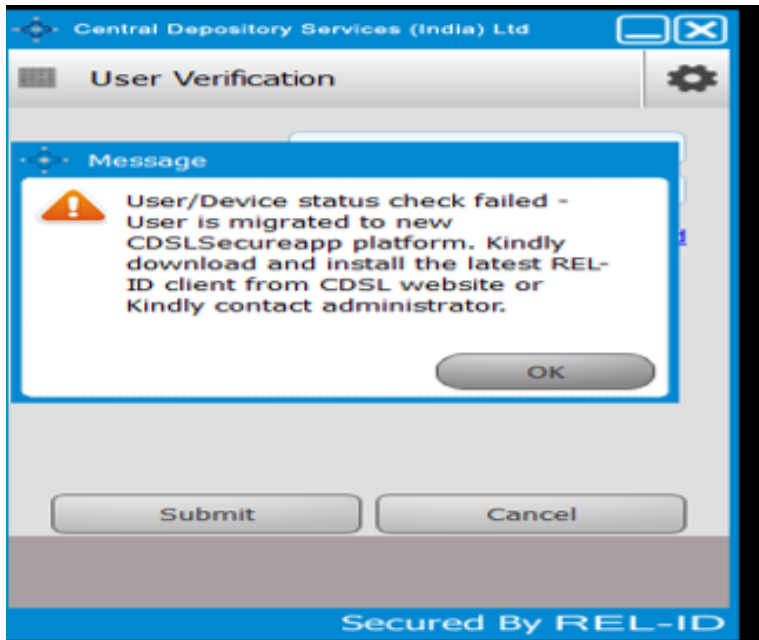 Central Depository Services (India) Ltd
User Verification
Message
User/Device status check failed -
User is migrated to new
CDSLSecureapp platform. Kindly
download and install the latest REL-
ID client from CDSL website or
Kindly contact administrator.
OK
Submit
Cancel
Secured By REL-ID